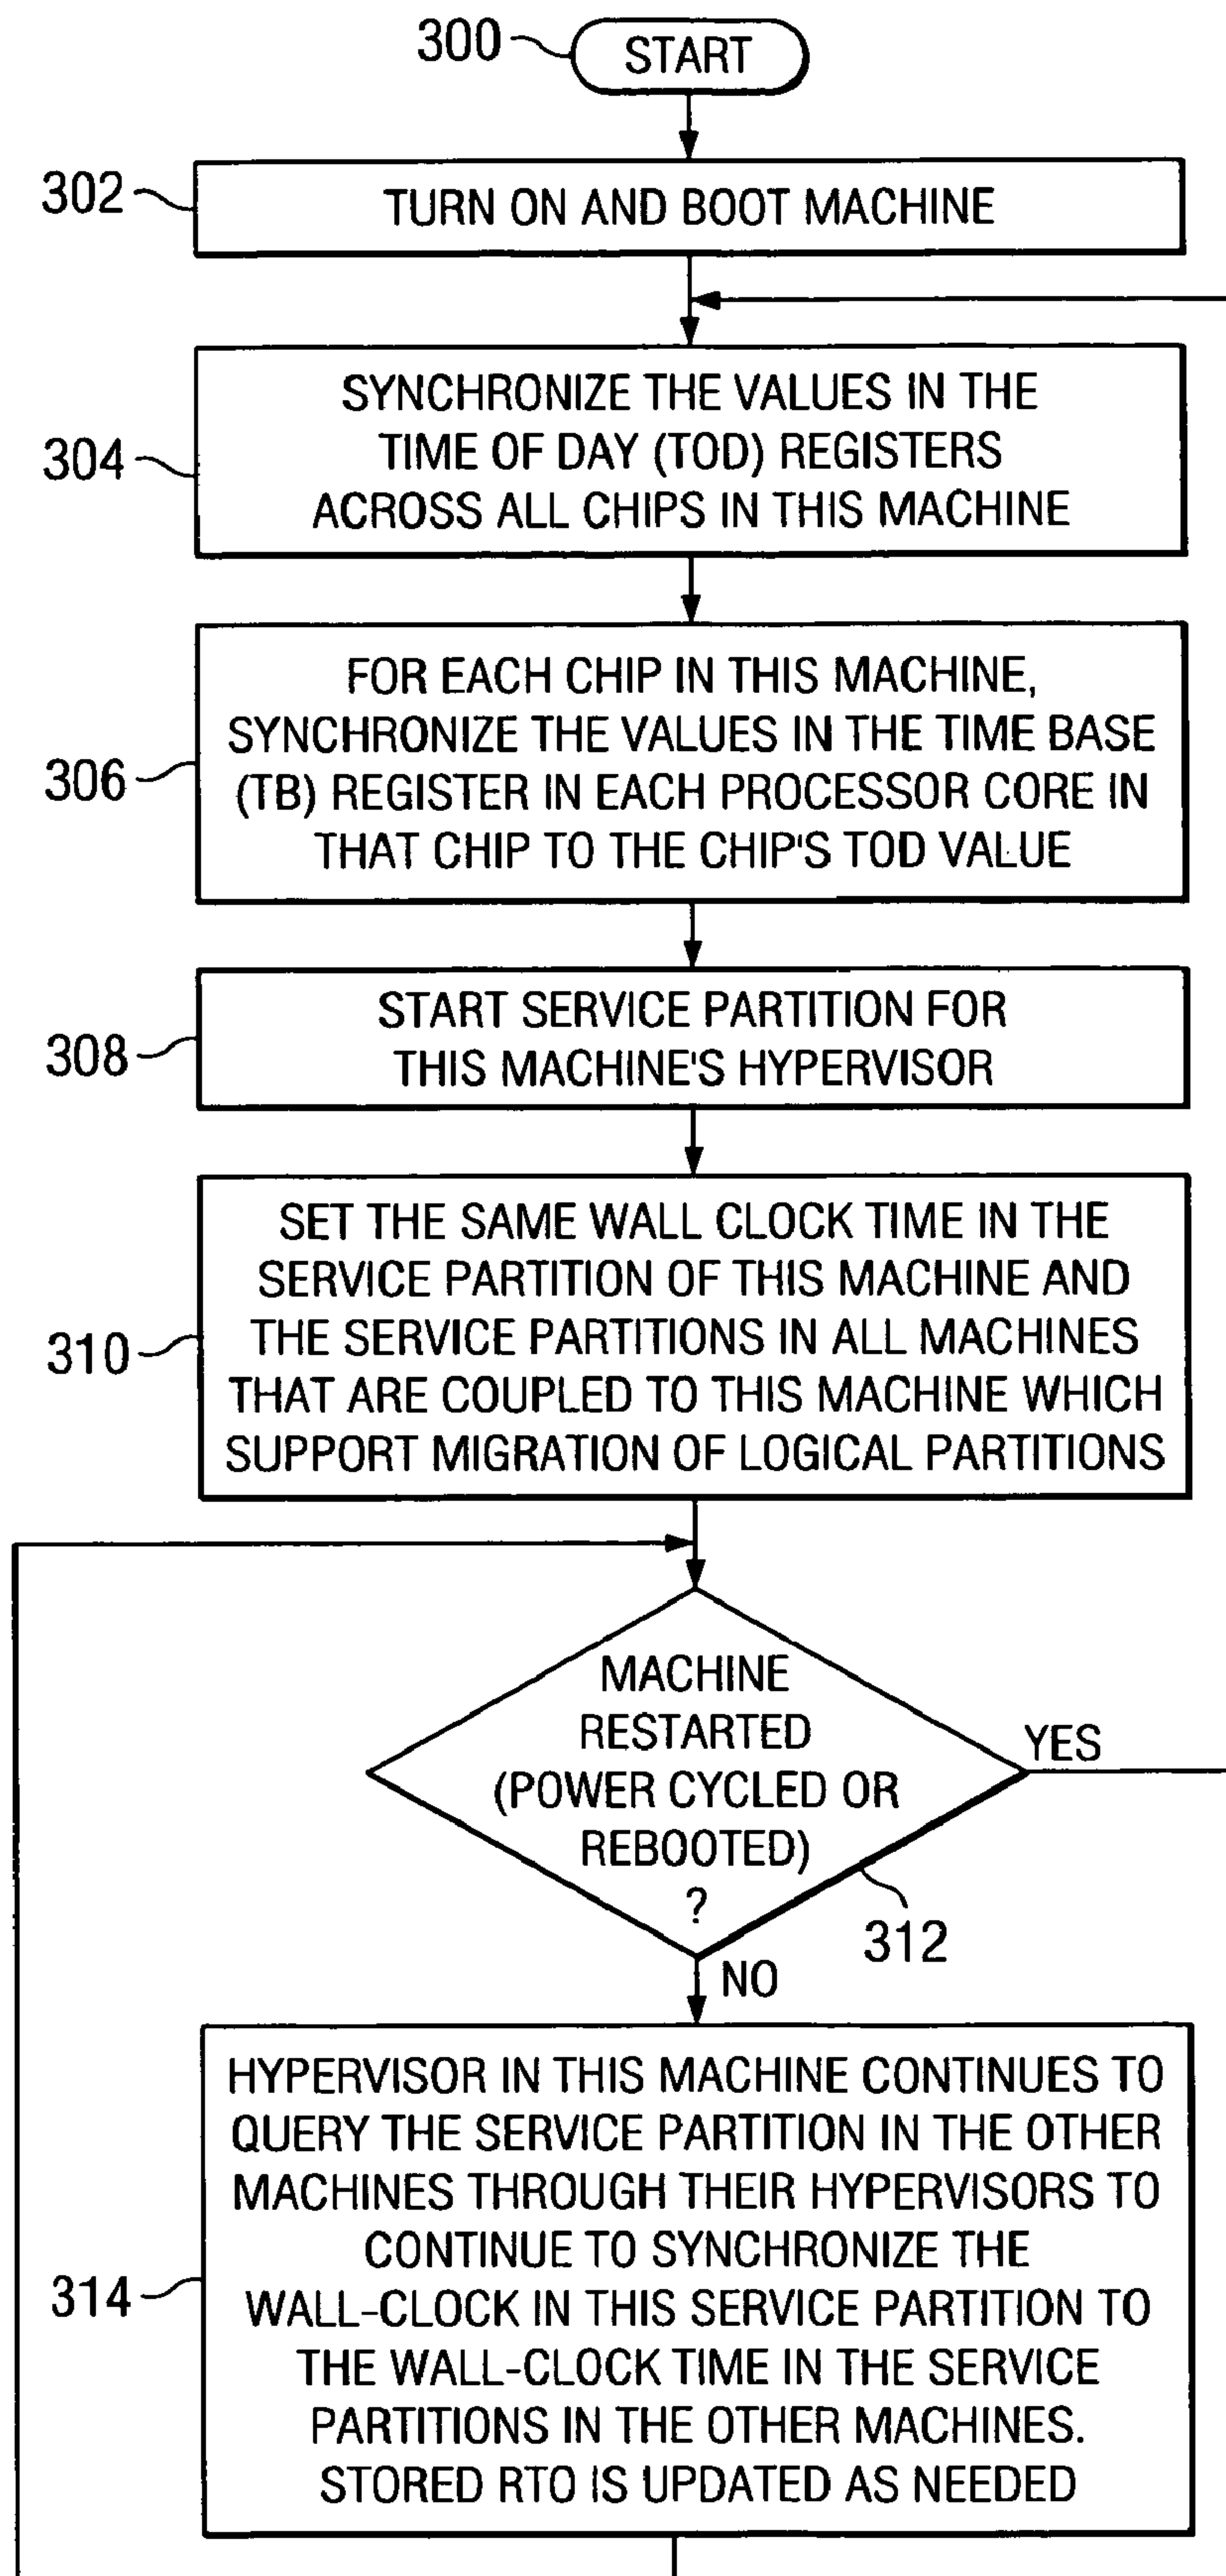 300
START
302
TURN ON AND BOOT MACHINE
304
SYNCHRONIZE THE VALUES IN THE
TIME OF DAY (TOD) REGISTERS
ACROSS ALL CHIPS IN THIS MACHINE
306
FOR EACH CHIP IN THIS MACHINE,
SYNCHRONIZE THE VALUES IN THE TIME BASE
(TB) REGISTER IN EACH PROCESSOR CORE IN
THAT CHIP TO THE CHIP'S TOD VALUE
308
START SERVICE PARTITION FOR
THIS MACHINE'S HYPERVISOR
310
SET THE SAME WALL CLOCK TIME IN THE
SERVICE PARTITION OF THIS MACHINE AND
THE SERVICE PARTITIONS IN ALL MACHINES
THAT ARE COUPLED TO THIS MACHINE WHICH
SUPPORT MIGRATION OF LOGICAL PARTITIONS
MACHINE
RESTARTED
(POWER CYCLED OR
REBOOTED)
?
YES
312
NO
314
HYPERVISOR IN THIS MACHINE CONTINUES TO
QUERY THE SERVICE PARTITION IN THE OTHER
MACHINES THROUGH THEIR HYPERVISORS TO
CONTINUE TO SYNCHRONIZE THE
WALL-CLOCK IN THIS SERVICE PARTITION TO
THE WALL-CLOCK TIME IN THE SERVICE
PARTITIONS IN THE OTHER MACHINES.
STORED RTO IS UPDATED AS NEEDED